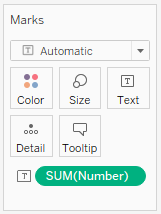 Marks
Automatic
Color Size Text
Detail Tooltip
SUM(Number)